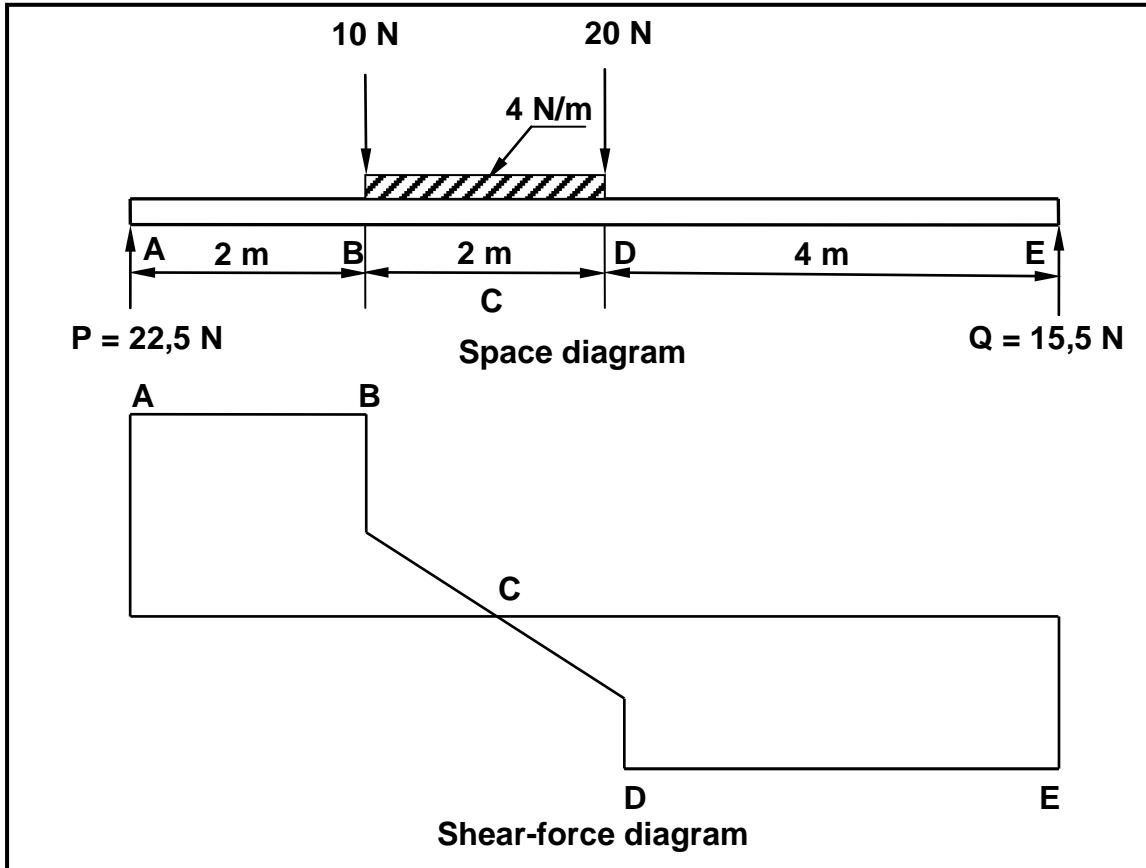 10 N 20 N
4 N/m
A 2 m B 2 m D 4 m E
C
P = 22,5 N Q = 15,5 N
Space diagram
A B
C
D E
Shear-force diagram